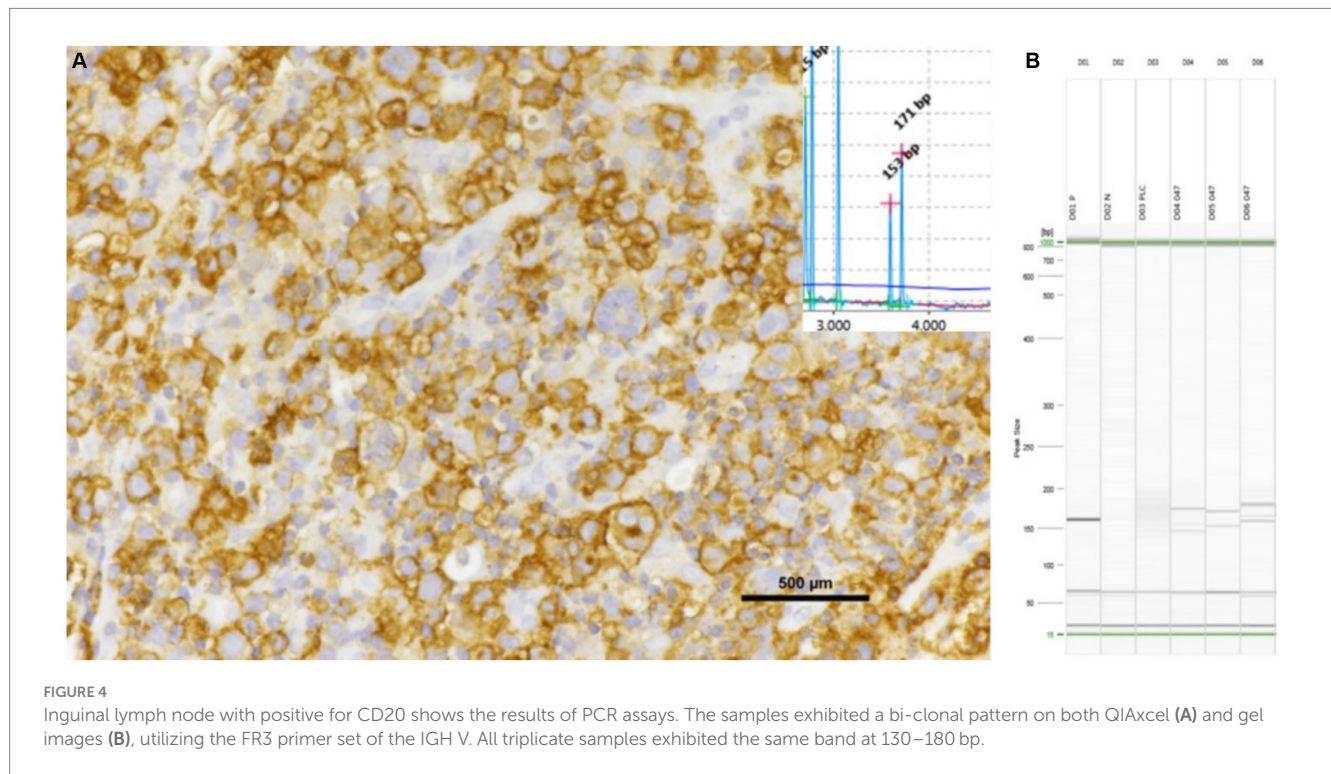 A
15 bp
171 bp
153 bp
3.000 4.000
500 µm
B
D01 D02 D03 D04 D05 D06
D01 P
D02 N
D03 PLC
D04 047
D05 047
D06 047
[bp]
1000
800
700
600
500
400
300
250
200
150
100
50
15
Peak Size
FIGURE 4
Inguinal lymph node with positive for CD20 shows the results of PCR assays. The samples exhibited a bi-clonal pattern on both QIAxcel (A) and gel
images (B), utilizing the FR3 primer set of the IGH V. All triplicate samples exhibited the same band at 130–180 bp.